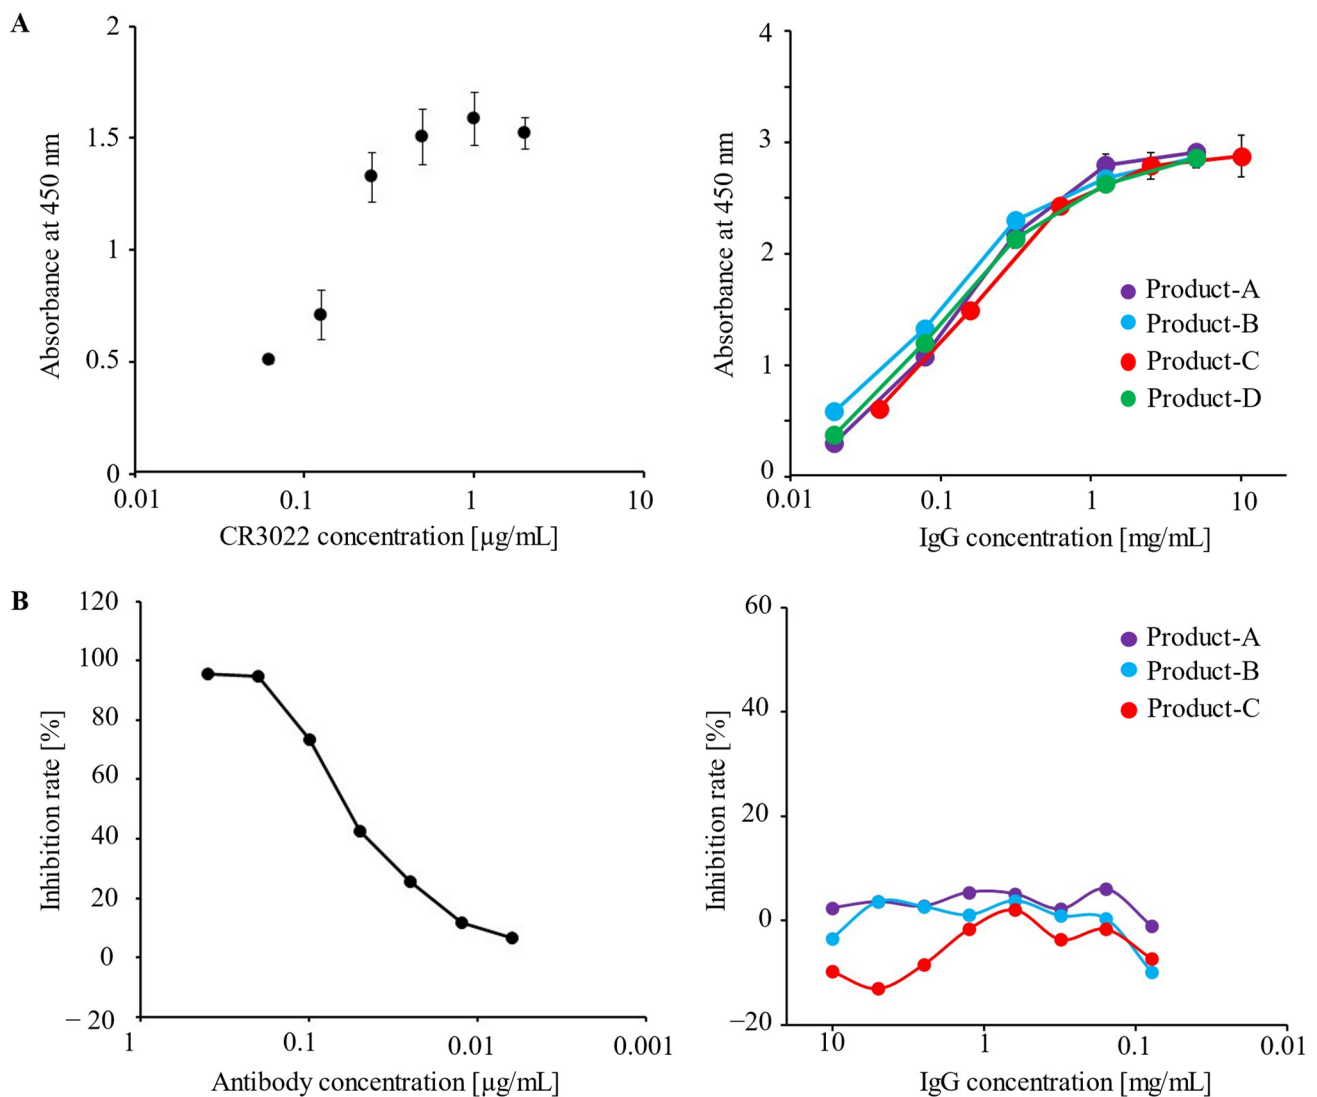 A
2
1.5
1
0.5
0
0.01
0.1
1
10
Absorbance at 450 nm
CR3022 concentration [µg/mL]
4
3
2
1
0
0.01
0.1
1
10
Absorbance at 450 nm
IgG concentration [mg/mL]
Product-A
Product-B
Product-C
Product-D
B
120
100
80
60
40
20
0
−20
1
0.1
0.01
0.001
Inhibition rate [%]
Antibody concentration [µg/mL]
60
40
20
0
−20
10
1
0.1
0.01
Inhibition rate [%]
IgG concentration [mg/mL]
Product-A
Product-B
Product-C